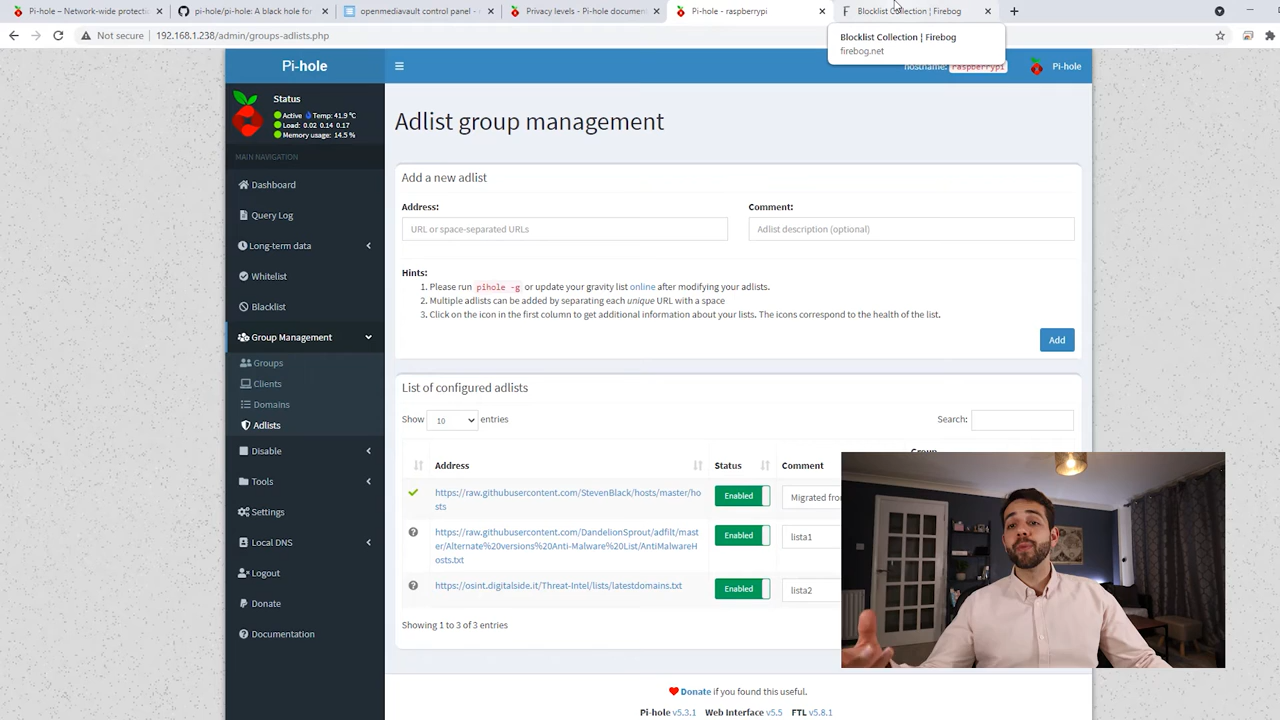 Pi-hole – Network-wide protecti
pi-hole/pi-hole: A black hole for
openmediavault control panel -
Privacy levels - Pi-hole document
Pi-hole - raspberrypi
Blocklist Collection | Firebog
Not secure
192.168.1.238/admin/groups-adlists.php
Blocklist Collection | Firebog
firebog.net
Pi-hole
hostname: raspberrypi
Pi-hole
Status
Active Temp: 41.9 °C
Load: 0.02 0.14 0.17
Memory usage: 14.5 %
MAIN NAVIGATION
Dashboard
Query Log
Long-term data
Whitelist
Blacklist
Group Management
Groups
Clients
Domains
Adlists
Disable
Tools
Settings
Local DNS
Logout
Donate
Documentation
Adlist group management
Add a new adlist
Address:
Comment:
URL or space-separated URLs
Adlist description (optional)
Hints:
1. Please run pihole -g or update your gravity list online after modifying your adlists.
2. Multiple adlists can be added by separating each unique URL with a space
3. Click on the icon in the first column to get additional information about your lists. The icons correspond to the health of the list.
Add
List of configured adlists
Show 10 entries
Search:
Address
Status
Comment
https://raw.githubusercontent.com/StevenBlack/hosts/master/ho
sts
Enabled
Migrated fro
https://raw.githubusercontent.com/DandelionSprout/adfilt/mast
er/Alternate%20versions%20Anti-Malware%20List/AntiMalwareH
osts.txt
Enabled
lista1
https://osint.digitalside.it/Threat-Intel/lists/latestdomains.txt
Enabled
lista2
Showing 1 to 3 of 3 entries
Donate if you found this useful.
Pi-hole v5.3.1 Web Interface v5.5 FTL v5.8.1